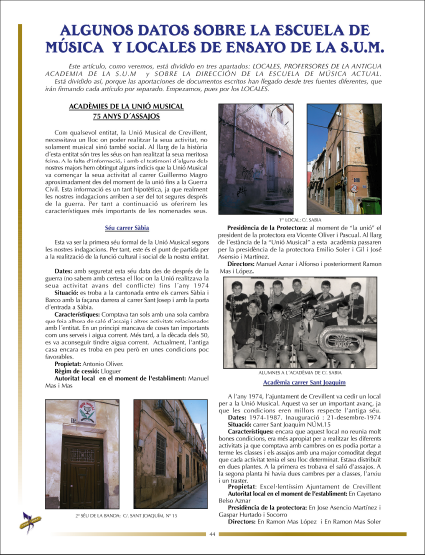 ALGUNOS DATOS SOBRE LA ESCUELA DE
MÚSICA Y LOCALES DE ENSAYO DE LA S.U.M.
Este artículo, como veremos, está dividido en tres apartados: LOCALES, PROFERSORES DE LA ANTIGUA
ACADEMIA DE LA S.U.M y SOBRE LA DIRECCIÓN DE LA ESCUELA DE MÚSICA ACTUAL.
Está dividido así, porque las aportaciones de documentos escritos han llegado desde tres fuentes diferentes, que
irán firmando cada artículo por separado. Empezamos, pues por los LOCALES.
ACADÈMIES DE LA UNIÓ MUSICAL
75 ANYS D´ASSAJOS
Com qualsevol entitat, la Unió Musical de Crevillent,
necessitava un lloc on poder realitzar la seua activitat, no
solament musical sinó també social. Al llarg de la història
d'esta entitat són tres les séus on han realitzat la seua meritosa
feina. A la falta d'informació, i amb el testimoni d'alguns dels
nostres majors hem obtingut alguns indicis que la Unió Musical
va començar la seua activitat al carrer Guillermo Magro
aproximadament des del moment de la unió fins a la Guerra
Civil. Esta informació es un tant hipotètica, ja que realment
les nostres indagacions arriben a ser del tot segures després
de la guerra. Per tant a continuació us oferirem les
característiques més importants de les nomenades seus.
Séu carrer Sàbia
Esta va ser la primera séu formal de la Unió Musical segons
les nostres indagacions. Per tant, este és el punt de partida per
a la realització de la funció cultural i social de la nostra entitat.
Dates: amb seguretat esta séu data des de després de la
guerra (no sabem amb certesa el lloc on la Unió realitzava la
seua activitat avans del conflicte) fins l'any 1974
Situació: es troba a la cantonada entre els carrers Sàbia i
Barco amb la façana darrera al carrer Sant Josep i amb la porta
d'entrada a Sàbia.
Característiques: Comptava tan sols amb una sola cambra
que feia alhora de saló d'assaig i altres activitats relacionades
amb l'entitat. En un principi mancava de coses tan importants
com uns serveis i aigua corrent. Més tard, a la década dels 50,
es va aconseguir tindre aigua corrent. Actualment, l'antiga
casa encara es troba en peu però en unes condicions poc
favorables.
Propietat: Antonio Oliver.
Règim de cessió: Lloguer
Autoritat local en el moment de l'establiment: Manuel
Mas i Mas
2ª SÉU DE LA BANDA: C/. SANT JOAQUÍM, Nº 15
1º LOCAL: C/. SABIA
Presidència de la Protectora: al moment de "la unió" el
president de la protectora era Vicente Oliver i Pascual. Al llarg
de l'estància de la "Unió Musical" a esta acadèmia passaren
per la presidència de la protectora Emilio Soler i Gil i José
Asensio i Martínez.
Directors: Manuel Aznar i Alfonso i posteriorment Ramon
Mas i López.
ALUMNES A L'ACADÈMIA DE C/. SABIA
Acadèmia carrer Sant Joaquim
A l'any 1974, l'ajuntament de Crevillent va cedir un local
per a la Unió Musical. Aquest va ser un important avanç, ja
que les condicions eren millors respecte l'antiga séu.
Dates: 1974-1987. Inauguració : 21-desembre-1974
Situació: carrer Sant Joaquim NÚM.15
Característiques: encara que aquest local no reunia molt
bones condicions, era més apropiat per a realitzar les diferents
activitats ja que comptava amb cambres on es podia portar a
terme les classes i els assajos amb una major comoditat degut
que cada activitat tenia el seu lloc determinat. Estava distribuït
en dues plantes. A la primera es trobava el saló d'assajos. A
la segona planta hi havia dues cambres per a classes, l'arxiu
i un traster.
Propietat: Excel·lentíssim Ajuntament de Crevillent
Autoritat local en el moment de l'establiment: En Cayetano
Belso Aznar
Presidència de la protectora: En Jose Asencio Martínez i
Gaspar Hurtado i Socorro
Directors: En Ramon Mas López i En Ramon Mas Soler
44